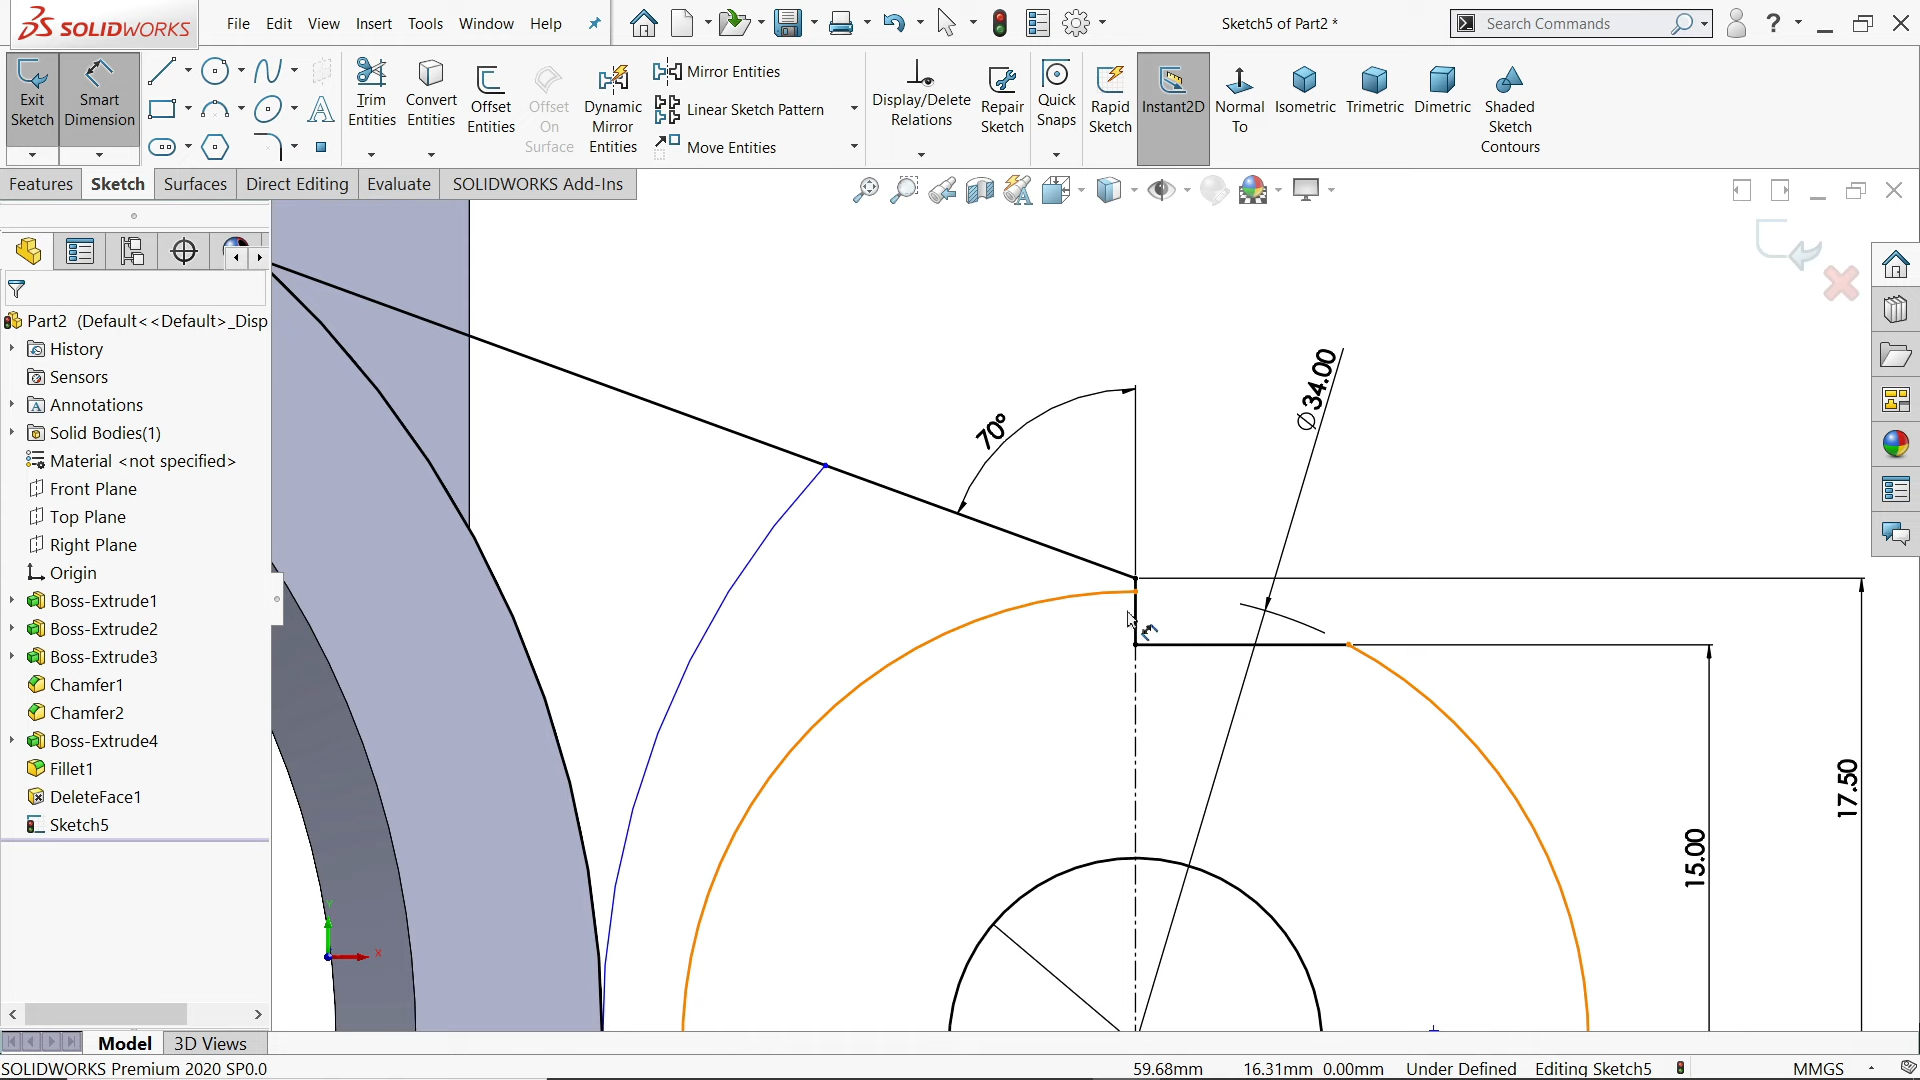 SOLIDWORKS
File Edit View Insert Tools Window Help
Sketch5 of Part2 *
Search Commands
?
Exit Sketch
Smart Dimension
Trim Entities
Convert Entities
Offset Entities
Offset On Surface
Dynamic Mirror Entities
Mirror Entities
Linear Sketch Pattern
Move Entities
Display/Delete Relations
Repair Sketch
Quick Snaps
Rapid Sketch
Instant2D
Normal To
Isometric
Trimetric
Dimetric
Shaded Sketch Contours
Features Sketch Surfaces Direct Editing Evaluate SOLIDWORKS Add-Ins
Part2 (Default<<Default>_Disp
History
Sensors
Annotations
Solid Bodies(1)
Material <not specified>
Front Plane
Top Plane
Right Plane
Origin
Boss-Extrude1
Boss-Extrude2
Boss-Extrude3
Chamfer1
Chamfer2
Boss-Extrude4
Fillet1
DeleteFace1
Sketch5
70°
Ø34.00
17.50
15.00
Y
X
Model 3D Views
SOLIDWORKS Premium 2020 SP0.0
59.68mm 16.31mm 0.00mm Under Defined Editing Sketch5 MMGS